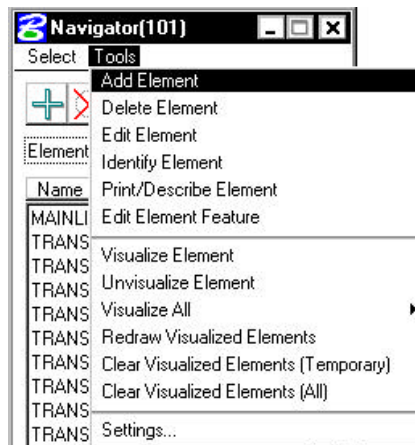 Navigator(101)
Select Tools
Add Element
Delete Element
Edit Element
Element
Identify Element
Name
Print/Describe Element
MAINLI
Edit Element Feature
TRANS
TRANS
Visualize Element
TRANS
Unvisualize Element
TRANS
Visualize All
TRANS
Redraw Visualized Elements
TRANS
Clear Visualized Elements (Temporary)
TRANS
Clear Visualized Elements (All)
TRANS
TRANS
Settings...